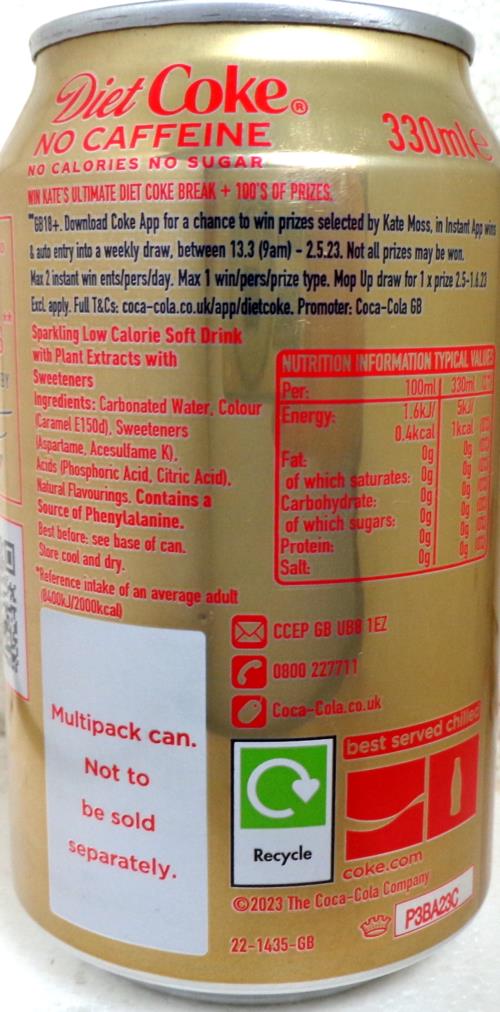 Diet Coke®
NO CAFFEINE
NO CALORIES NO SUGAR
330ml e
WIN KATE'S ULTIMATE DIET COKE BREAK + 100'S OF PRIZES.
**GB18+. Download Coke App for a chance to win prizes selected by Kate Moss, in Instant App wins
& auto entry into a weekly draw, between 13.3 (9am) - 2.5.23. Not all prizes may be won.
Max 2 instant win ents/pers/day. Max 1 win/pers/prize type. Mop Up draw for 1 x prize 2.5-1.6.23
Excl. apply. Full T&Cs: coca-cola.co.uk/app/dietcoke. Promoter: Coca-Cola GB
Sparkling Low Calorie Soft Drink
with Plant Extracts with
Sweeteners
Ingredients: Carbonated Water, Colour
(Caramel E150d), Sweeteners
(Aspartame, Acesulfame K),
Acids (Phosphoric Acid, Citric Acid),
Natural Flavourings. Contains a
Source of Phenylalanine.
Best before: see base of can.
Store cool and dry.
*Reference intake of an average adult
(8400kJ/2000kcal)
NUTRITION INFORMATION TYPICAL VALUES
Per: 100ml 330ml
Energy: 1.6kJ/ 5kJ/
0.4kcal 1kcal
Fat: 0g 0g
of which saturates: 0g 0g
Carbohydrate: 0g 0g
of which sugars: 0g 0g
Protein: 0g 0g
Salt: 0g 0g
CCEP GB UB8 1EZ
0800 227711
Coca-Cola.co.uk
Multipack can.
Not to
be sold
separately.
Recycle
best served chilled
coke.com
©2023 The Coca-Cola Company
P3BA23C
22-1435-GB